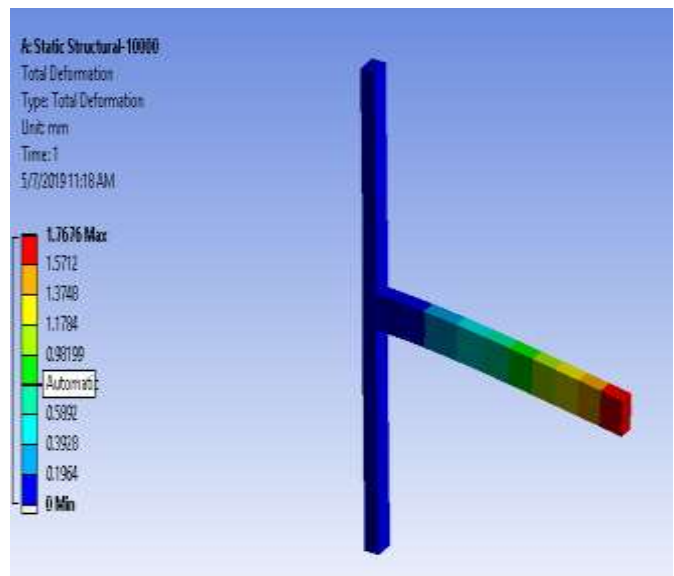 A: Static Structural-10000
Total Deformation
Type: Total Deformation
Unit: mm
Time: 1
5/7/2019 11:18 AM
1.7676 Max
1.5712
1.3748
1.1784
0.98199
Automatic
0.5892
0.3928
0.1964
0 Min